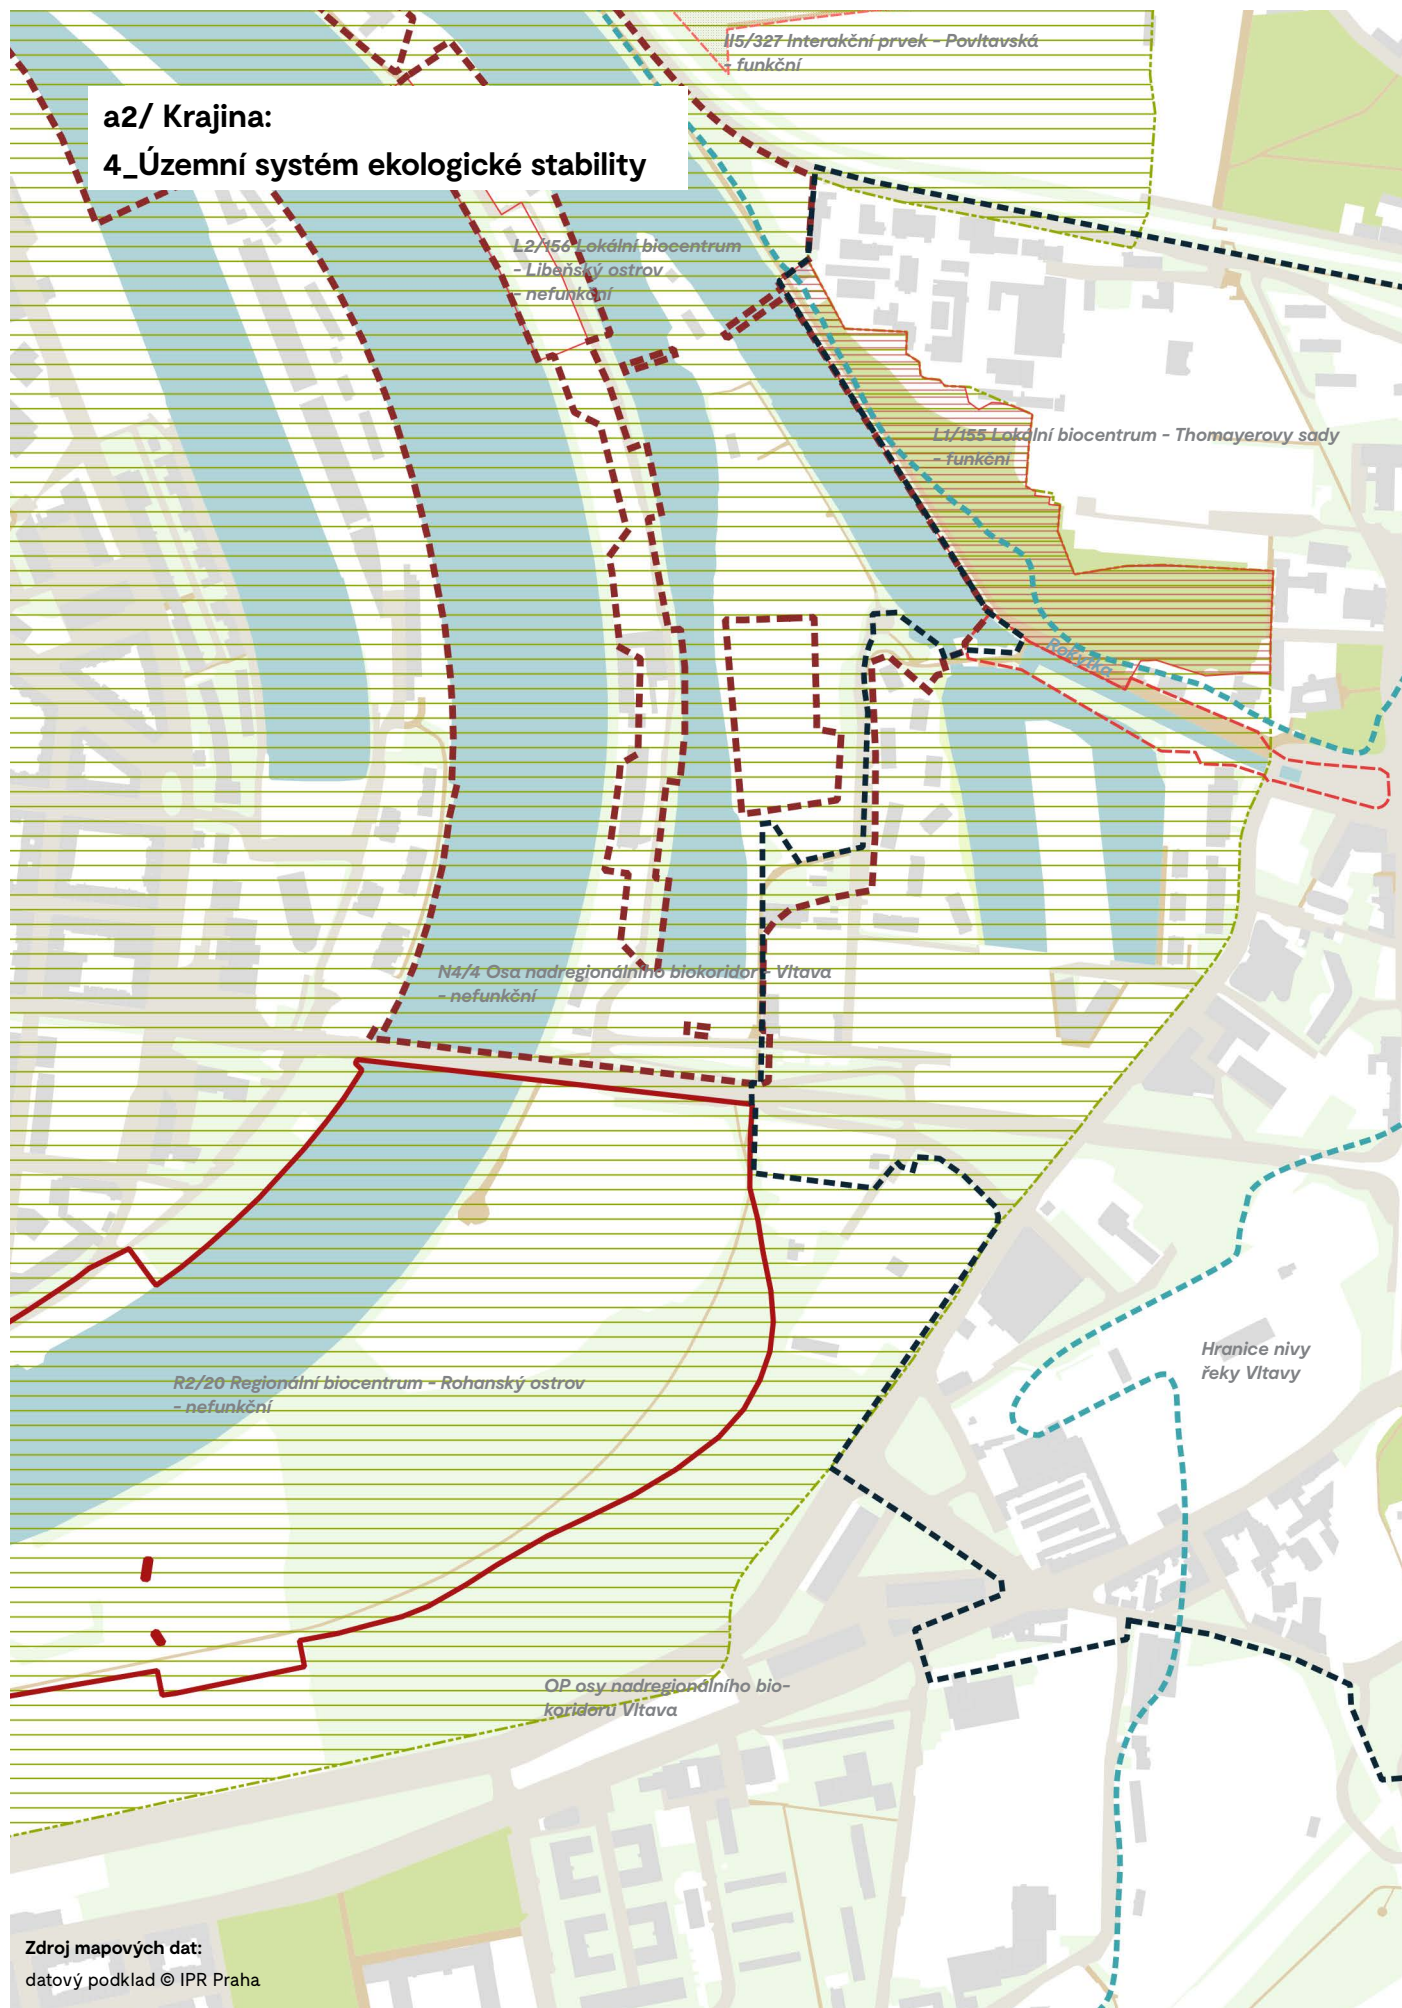 I15/327 Interakční prvek - Povltavská
- funkční
a2/ Krajina:
4_Územní systém ekologické stability
L2/156 Lokální biocentrum
- Libeňský ostrov
- nefunkční
L1/155 Lokální biocentrum - Thomayerovy sady
- funkční
Rokytka
N4/4 Osa nadregionálního biokoridor - Vltava
- nefunkční
Hranice nivy
řeky Vltavy
R2/20 Regionální biocentrum - Rohanský ostrov
- nefunkční
OP osy nadregionálního bio-
koridoru Vltava
Zdroj mapových dat:
datový podklad © IPR Praha